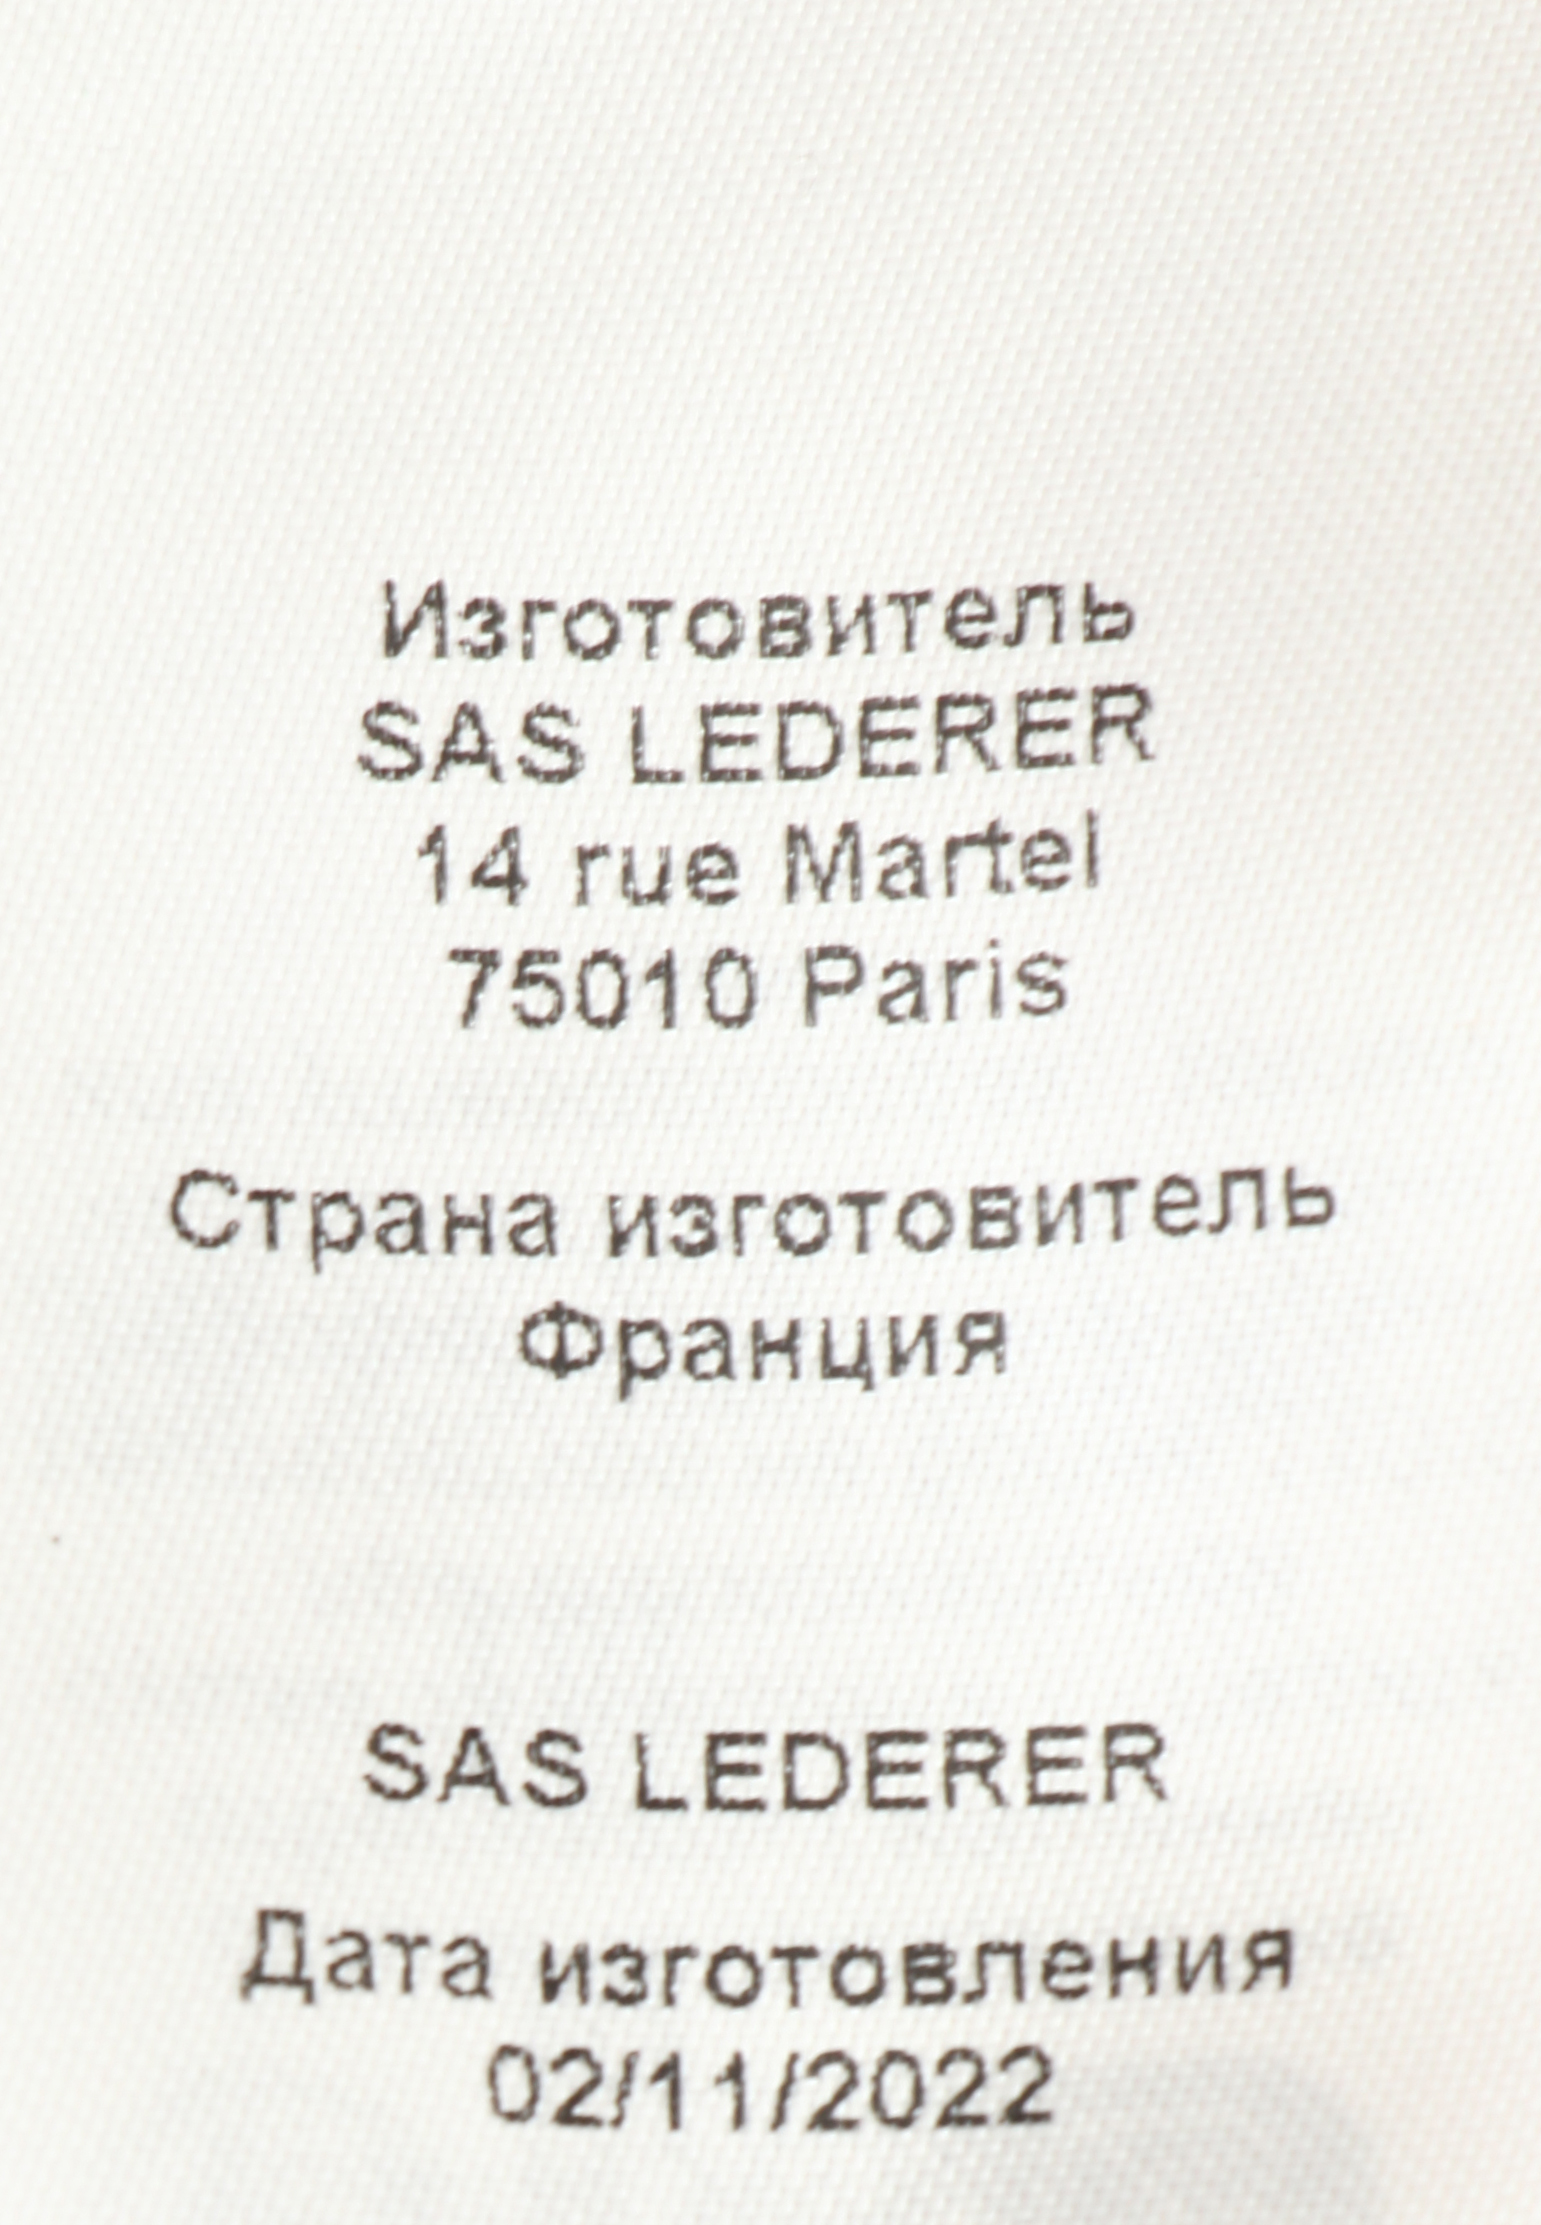 Изготовитель
SAS LEDERER
14 rue Martel
75010 Paris
Страна изготовитель
Франция
SAS LEDERER
Дата изготовления
02/11/2022